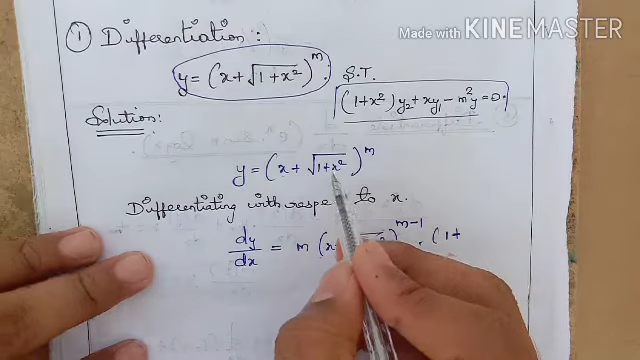 Made with KINEMASTER
① Differentiation:
y = (x+√1+x²)^m. S.T.
(1+x²) y₂ + xy₁ - m²y = 0.
Solution:
y = (x + √1+x²)^m
Differentiating with respe to x.
dy/dx = m (x )^m-1 . (1+